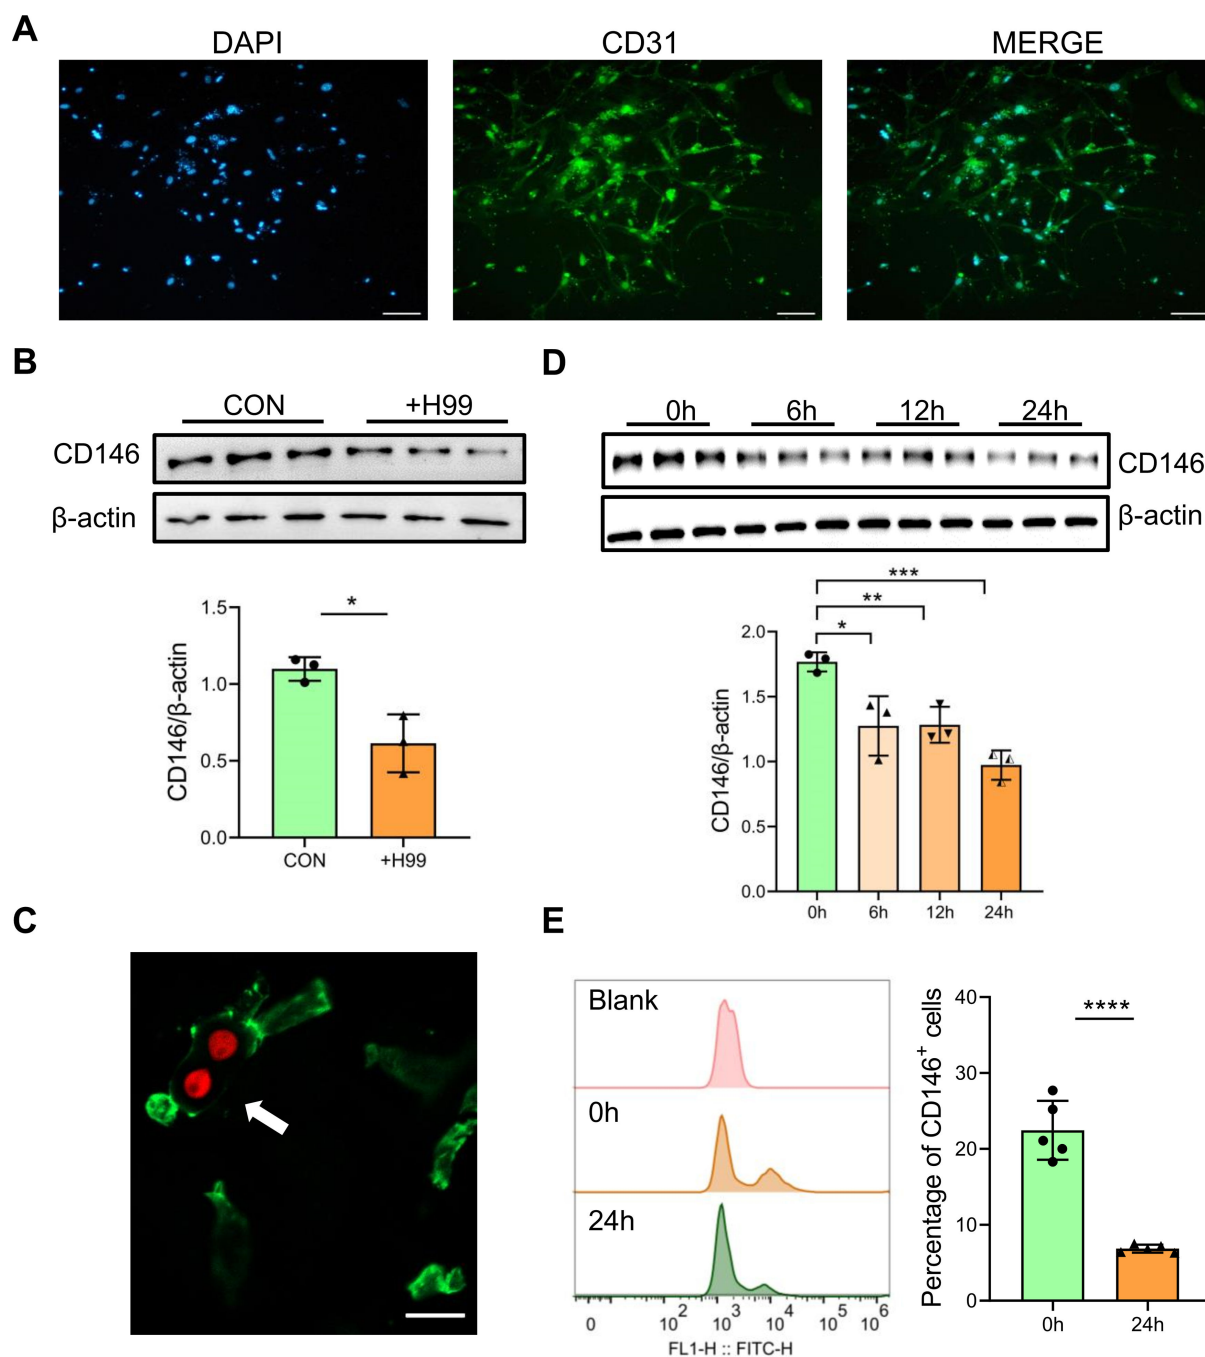 A
DAPI CD31 MERGE
B
CON +H99
CD146
β-actin
*
1.5
1.0
0.5
0.0
CD146/β-actin
CON +H99
D
0h 6h 12h 24h
CD146
β-actin
***
**
*
2.0
1.5
1.0
0.5
0.0
CD146/β-actin
0h 6h 12h 24h
C
E
Blank
0h
24h
0 10² 10³ 10⁴ 10⁵ 10⁶
FL1-H :: FITC-H
****
40
30
20
10
0
Percentage of CD146⁺ cells
0h 24h